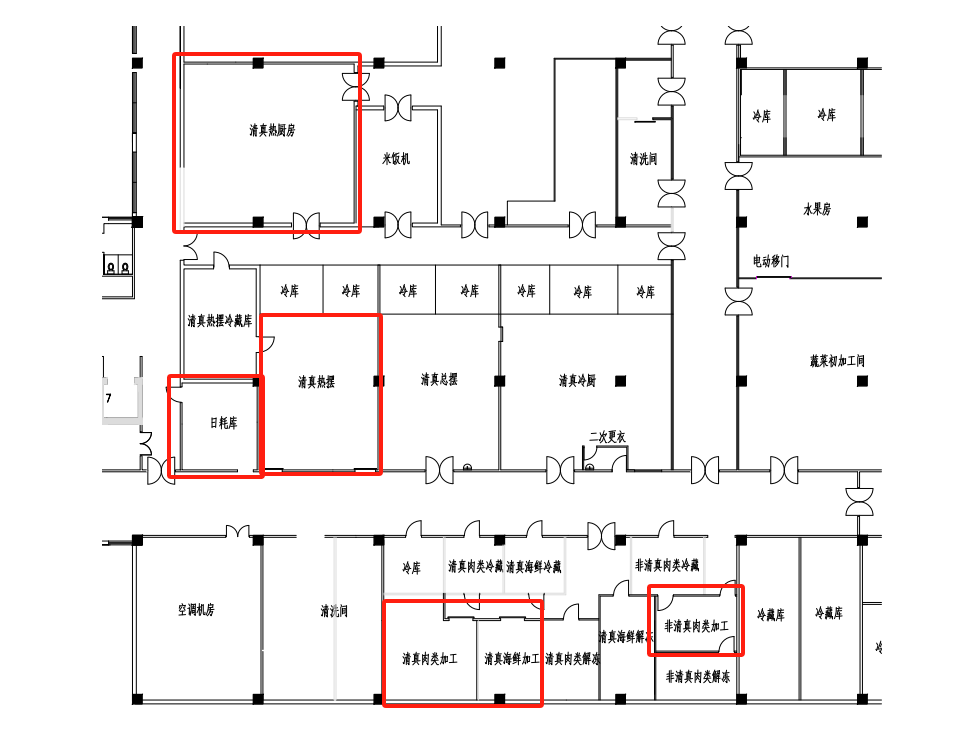 冷库
冷库
清真热厨房
米饭机
清洗间
水果房
电动移门
冷库
冷库
冷库
冷库
冷库
冷库
冷库
清真热摆冷藏库
蔬菜初加工间
清真热摆
清真总摆
清真冷厨
7
日耗库
二次更衣
冷库
清真肉类冷藏
清真海鲜冷藏
非清真肉类冷藏
空调机房
清洗间
冷藏库
冷藏库
非清真肉类加工
清真海鲜解冻
清真肉类加工
清真海鲜加工
清真肉类解冻
非清真肉类解冻